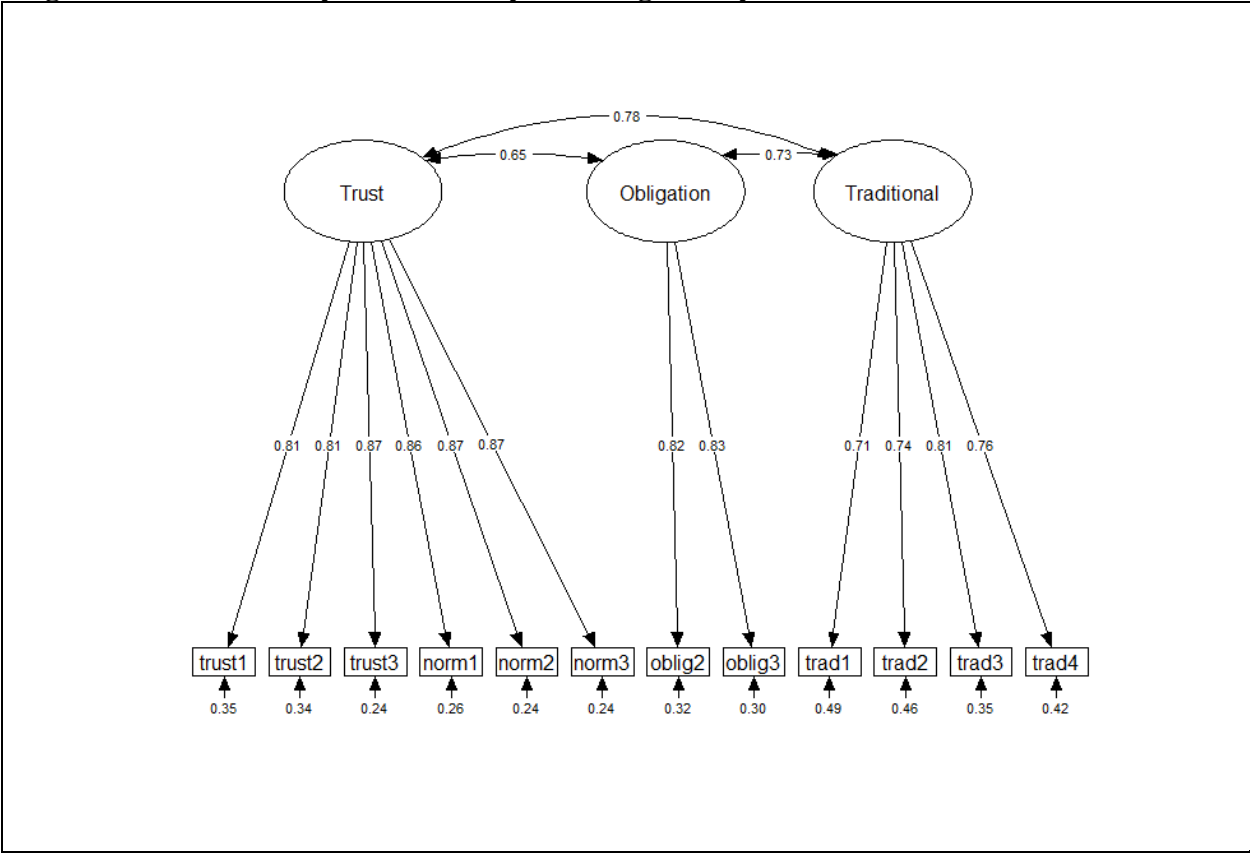 0.78
0.65
0.73
Trust
Obligation
Traditional
0.81 0.81 0.87 0.86 0.87 0.87 0.82 0.83 0.71 0.74 0.81 0.76
trust1 trust2 trust3 norm1 norm2 norm3 oblig2 oblig3 trad1 trad2 trad3 trad4
0.35 0.34 0.24 0.26 0.24 0.24 0.32 0.30 0.49 0.46 0.35 0.42